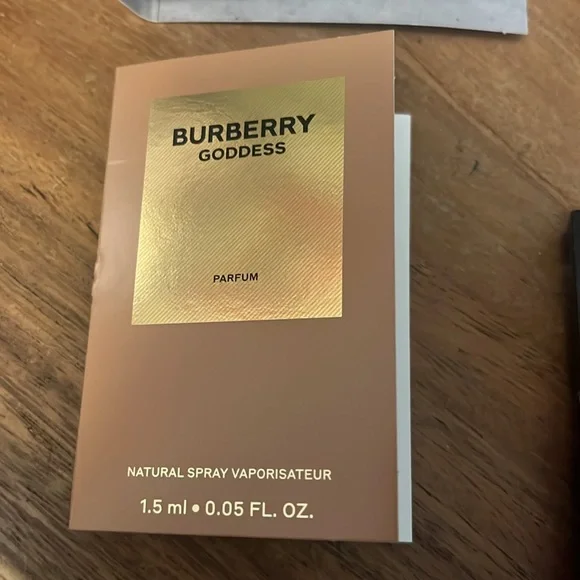 BURBERRY
GODDESS
PARFUM
NATURAL SPRAY VAPORISATEUR
1.5 ml • 0.05 FL. OZ.